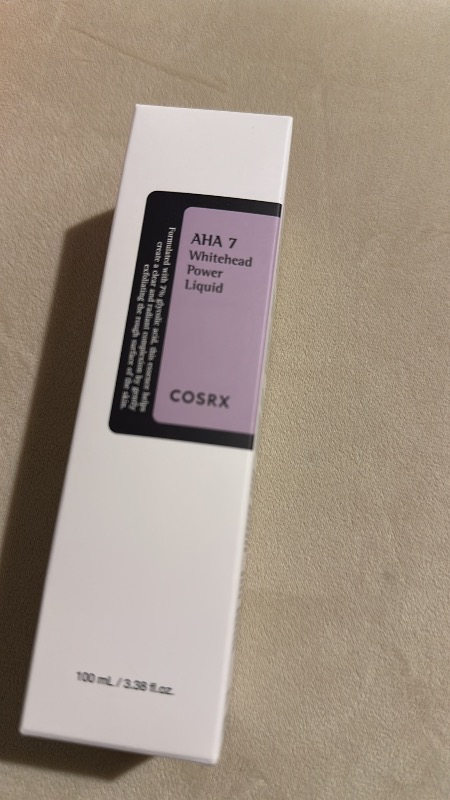 AHA 7
Whitehead
Power
Liquid
COSRX
Formulated with 7% glycolic acid, this essence helps
create a clear and radiant complexion by gently
exfoliating the rough surface of the skin.
100 mL / 3.38 fl.oz.